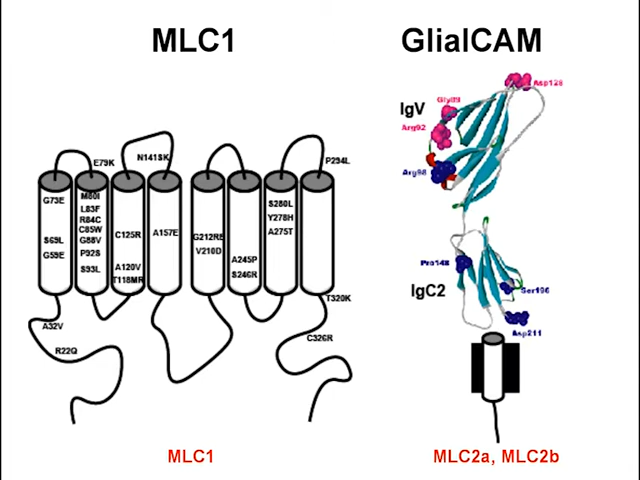 MLC1
GlialCAM
E79K
N141SK
P294L
G73E
S69L
G59E
M80I
L83F
R84C
C85W
G88V
P92S
S93L
C125R
A120V
T118MR
A157E
G212RE
V210D
A245P
S246R
S280L
Y278H
A275T
T320K
A32V
R22Q
C326R
IgV
Asp128
Gly89
Arg92
Arg98
Pro148
Ser196
IgC2
Asp211
MLC1
MLC2a, MLC2b